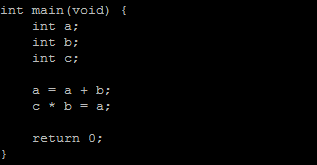 int main(void) {
    int a;
    int b;
    int c;

    a = a + b;
    c * b = a;

    return 0;
}